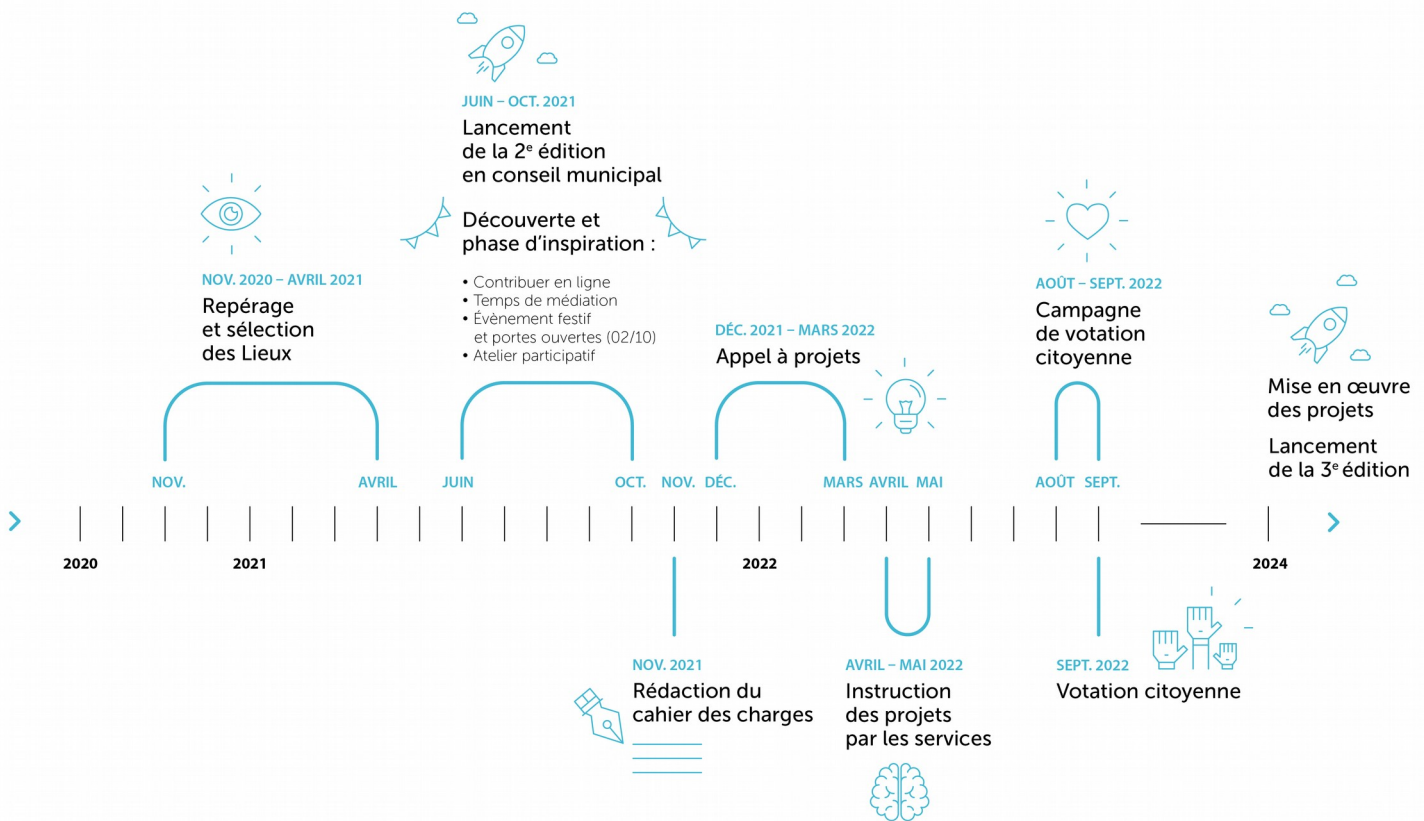 JUIN – OCT. 2021
Lancement
de la 2e édition
en conseil municipal
Découverte et
phase d’inspiration :
• Contribuer en ligne
• Temps de médiation
• Évènement festif
et portes ouvertes (02/10)
• Atelier participatif
NOV. 2020 – AVRIL 2021
Repérage
et sélection
des Lieux
DÉC. 2021 – MARS 2022
Appel à projets
AOÛT – SEPT. 2022
Campagne
de votation
citoyenne
Mise en œuvre
des projets
Lancement
de la 3e édition
NOV. AVRIL JUIN OCT. NOV. DÉC. MARS AVRIL MAI AOÛT SEPT.
2020 2021 2022 2024
NOV. 2021
Rédaction du
cahier des charges
AVRIL – MAI 2022
Instruction
des projets
par les services
SEPT. 2022
Votation citoyenne